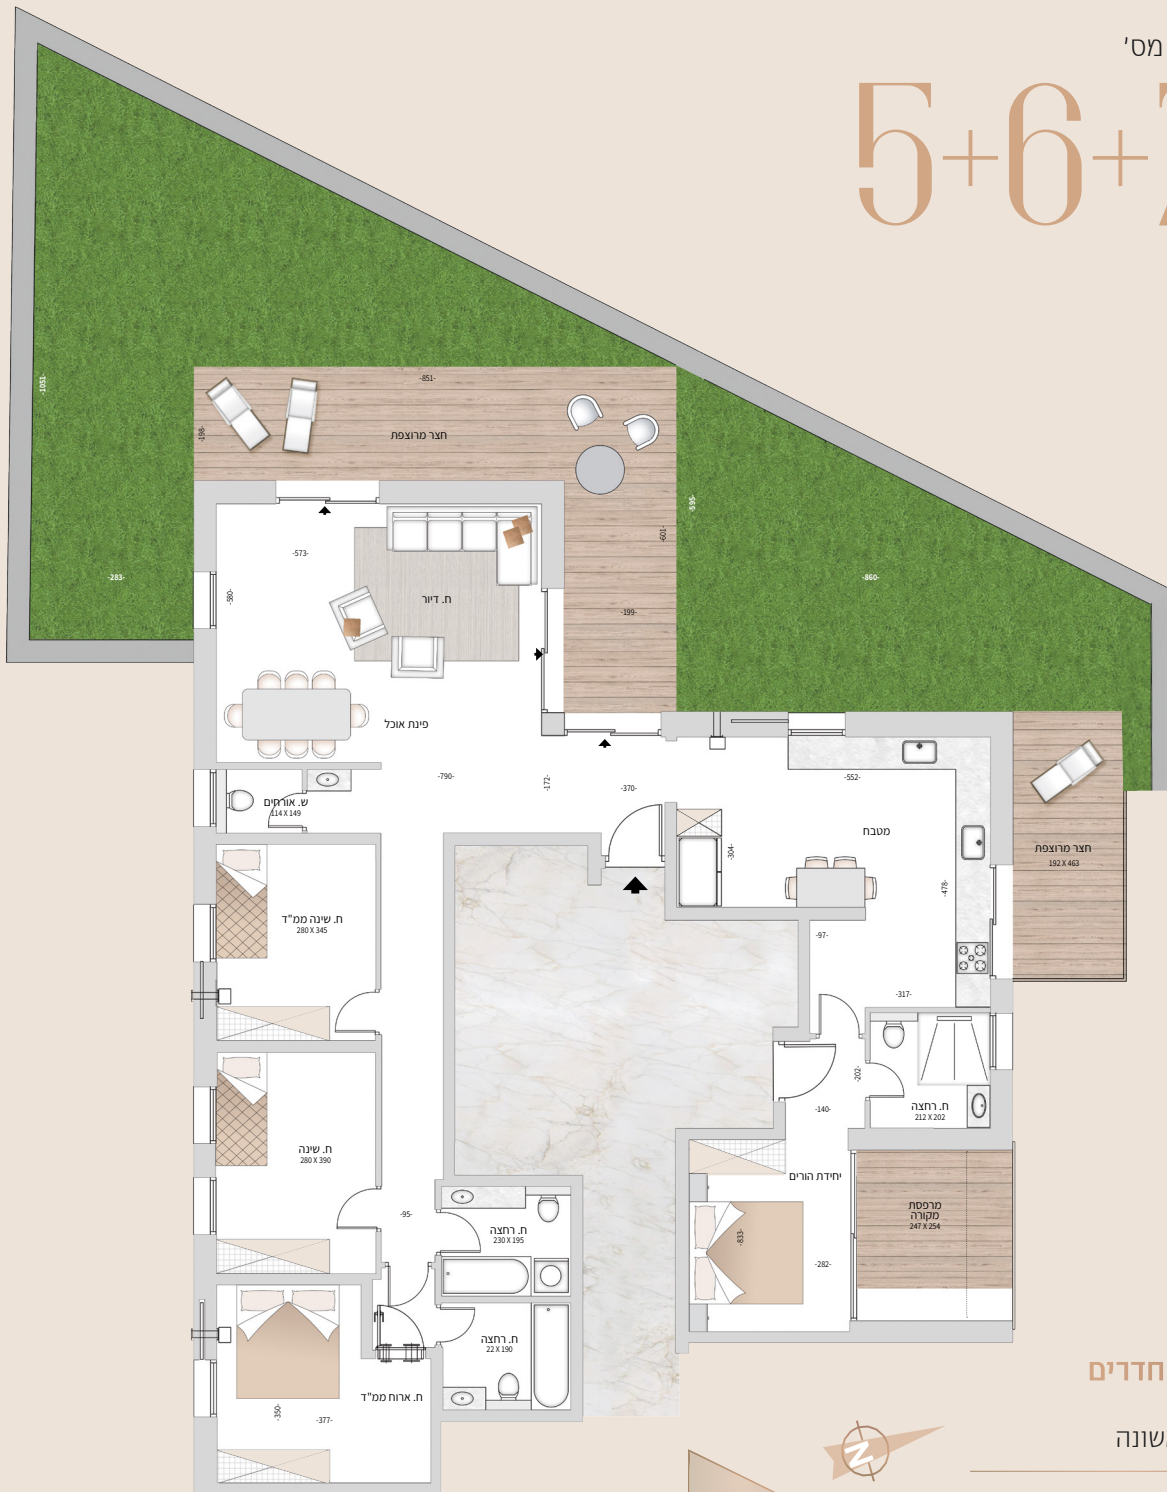 מס'
5+6+7
-851-
-1051-
-198-
חצר מרוצפת
-595-
-601-
-573-
-283-
-860-
-580-
ח. דיור
-199-
פינת אוכל
-790-
-172-
-370-
-552-
ש. אורחים
114 X 149
מטבח
-304-
חצר מרוצפת
192 X 463
-478-
ח. שינה ממ"ד
280 X 345
-97-
-317-
-202-
ח. רחצה
212 X 202
-140-
ח. שינה
280 X 390
יחידת הורים
מרפסת
מקורה
247 X 254
-95-
ח. רחצה
230 X 195
-833-
-282-
ח. רחצה
22 X 190
חדרים
ח. ארוח ממ"ד
-350-
-377-
N